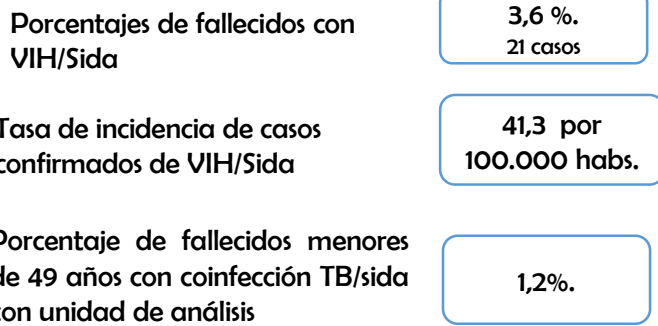 Porcentajes de fallecidos con
VIH/Sida
3,6 %.
21 casos
Tasa de incidencia de casos
confirmados de VIH/Sida
41,3 por
100.000 habs.
Porcentaje de fallecidos menores
de 49 años con coinfección TB/sida
con unidad de análisis
1,2%.